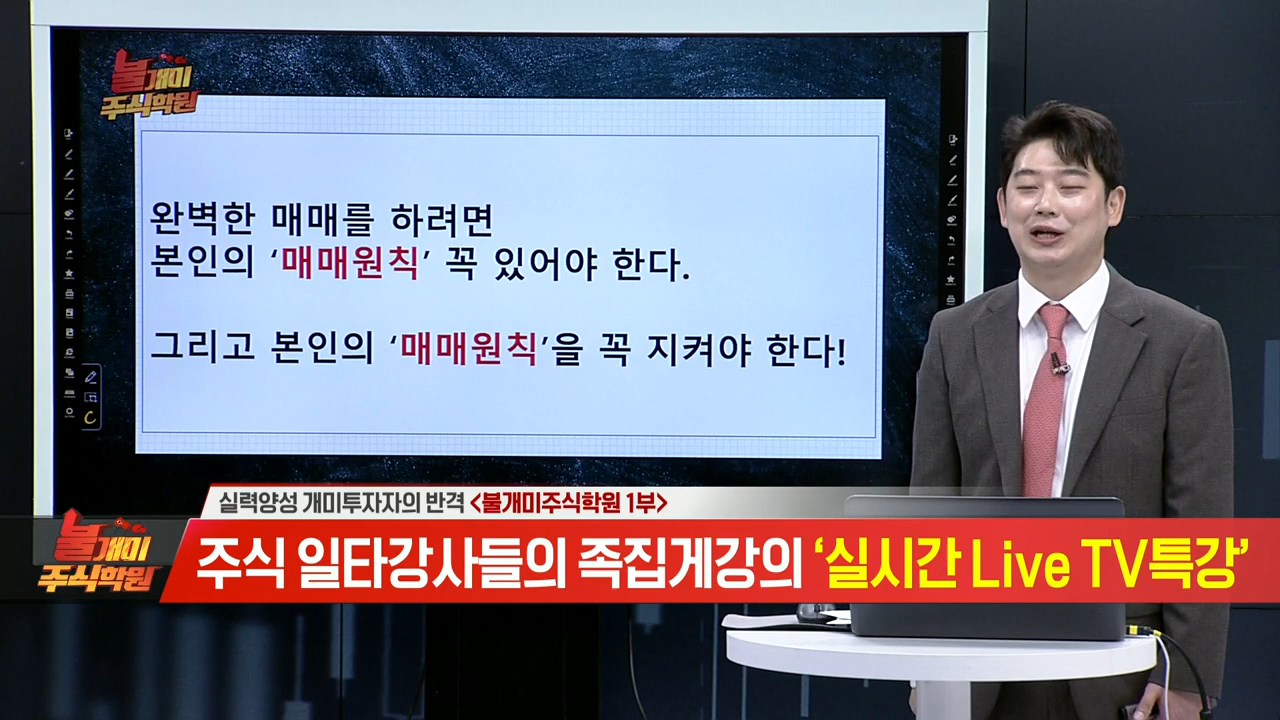 불개미
주식학원
완벽한 매매를 하려면
본인의 ‘매매원칙’ 꼭 있어야 한다.
그리고 본인의 ‘매매원칙’을 꼭 지켜야 한다!
실력양성 개미투자자의 반격 <불개미주식학원 1부>
불개미
주식학원
주식 일타강사들의 족집게강의 ‘실시간 Live TV특강’